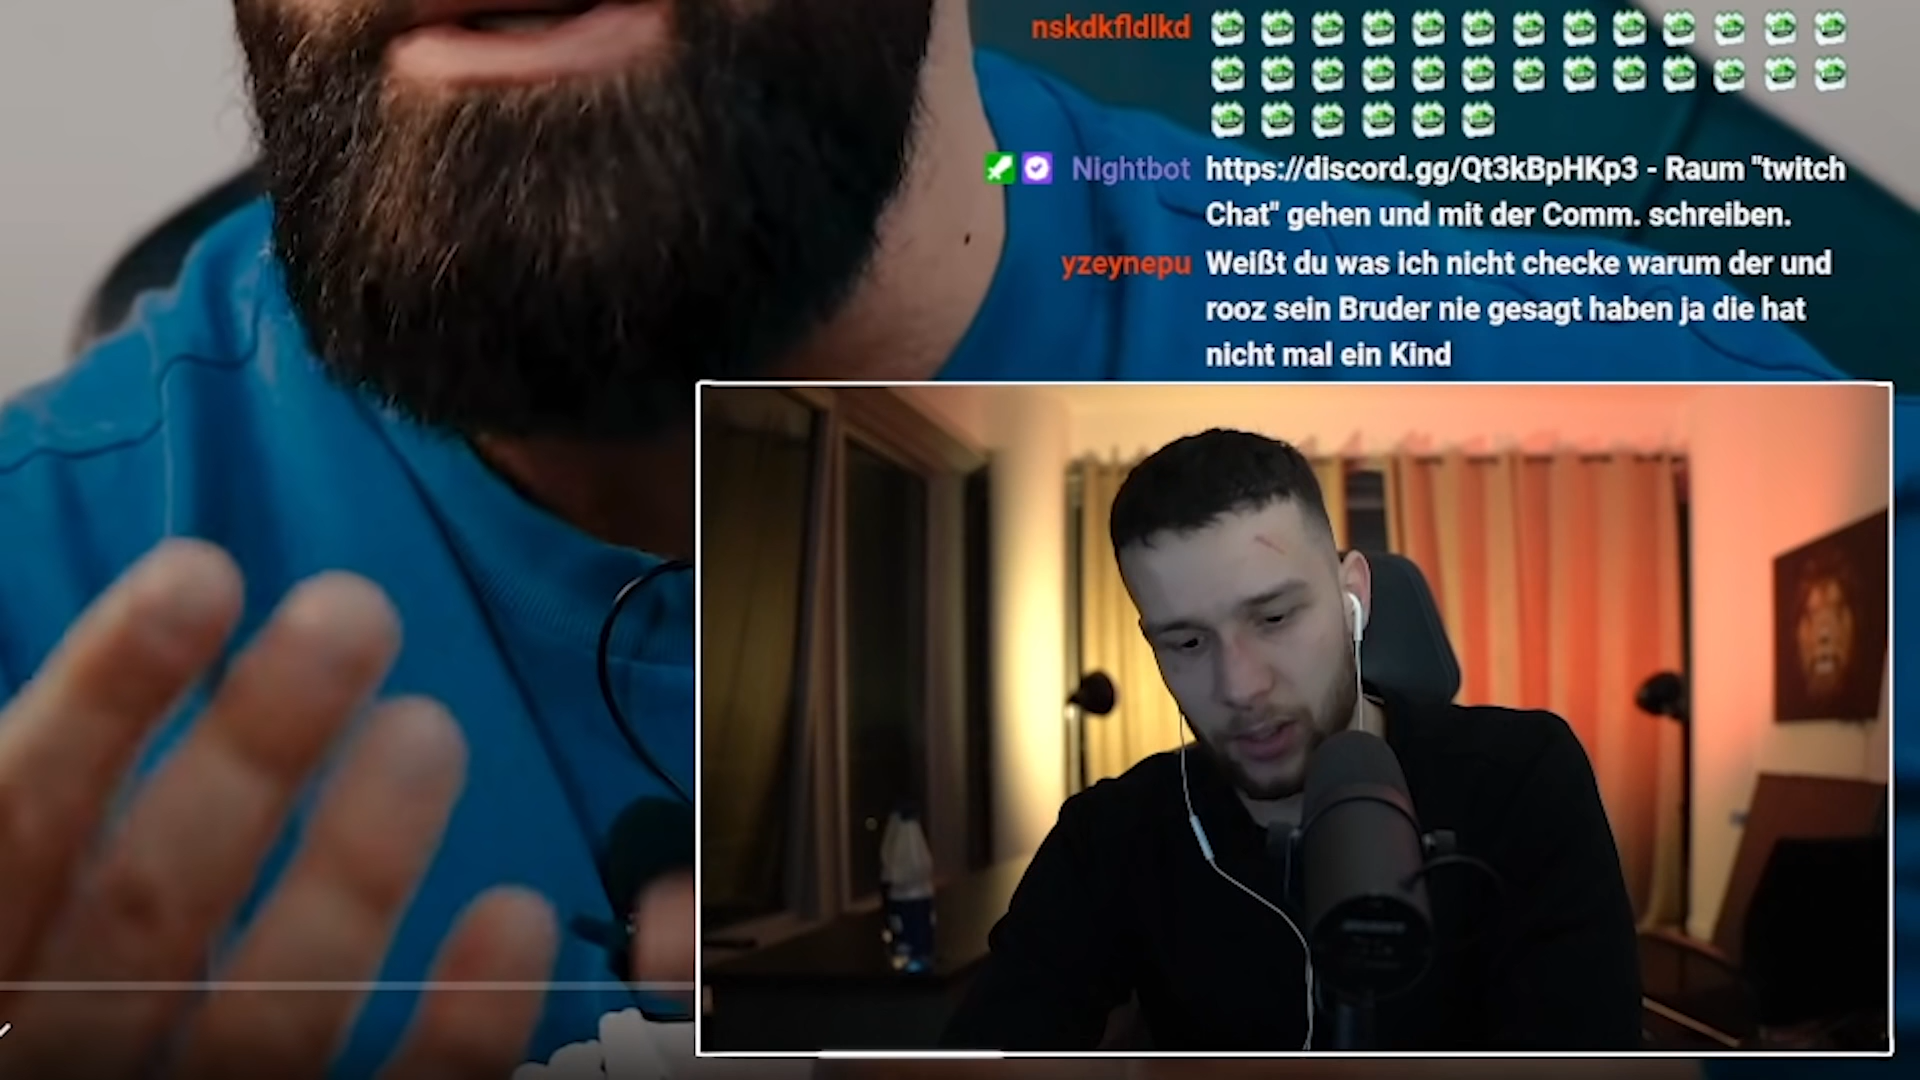 nskdkfldlkd
Nightbot https://discord.gg/Qt3kBpHKp3 - Raum "twitch
Chat" gehen und mit der Comm. schreiben.
yzeynepu Weißt du was ich nicht checke warum der und
rooz sein Bruder nie gesagt haben ja die hat
nicht mal ein Kind